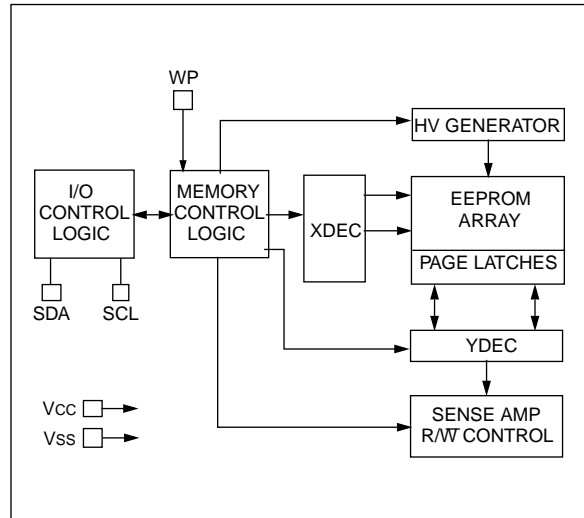 WP
HV GENERATOR
I/O
CONTROL
LOGIC
MEMORY
CONTROL
LOGIC
XDEC
EEPROM
ARRAY
PAGE LATCHES
SDA
SCL
YDEC
Vcc
Vss
SENSE AMP
R/W̅ CONTROL